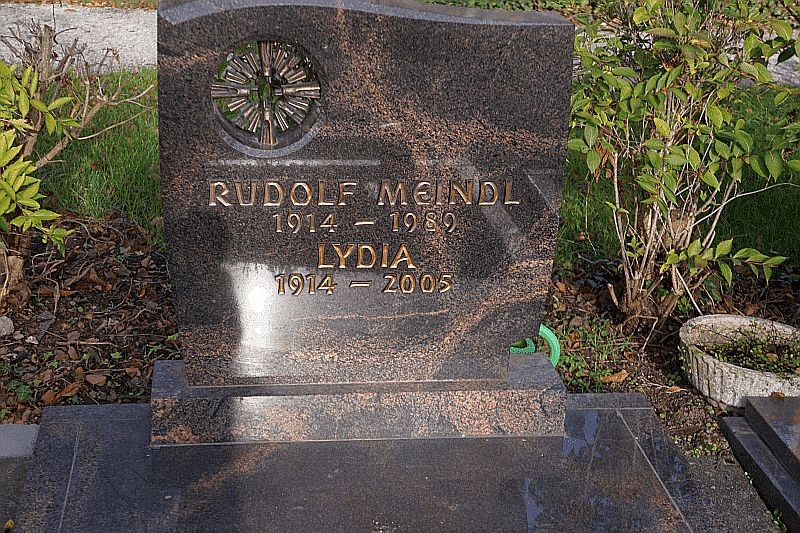 RUDOLF MEINDL
1914 – 1989
LYDIA
1914 – 2005